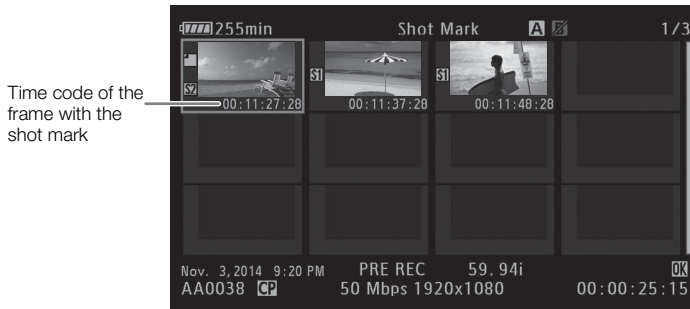 255min Shot Mark A B 1/3
S2 S1 S1
00:11:27:28 00:11:37:28 00:11:48:28
Time code of the
frame with the
shot mark
Nov. 3,2014 9:20 PM PRE REC 59.94i OK
AA0038 CP 50 Mbps 1920x1080 00:00:25:15